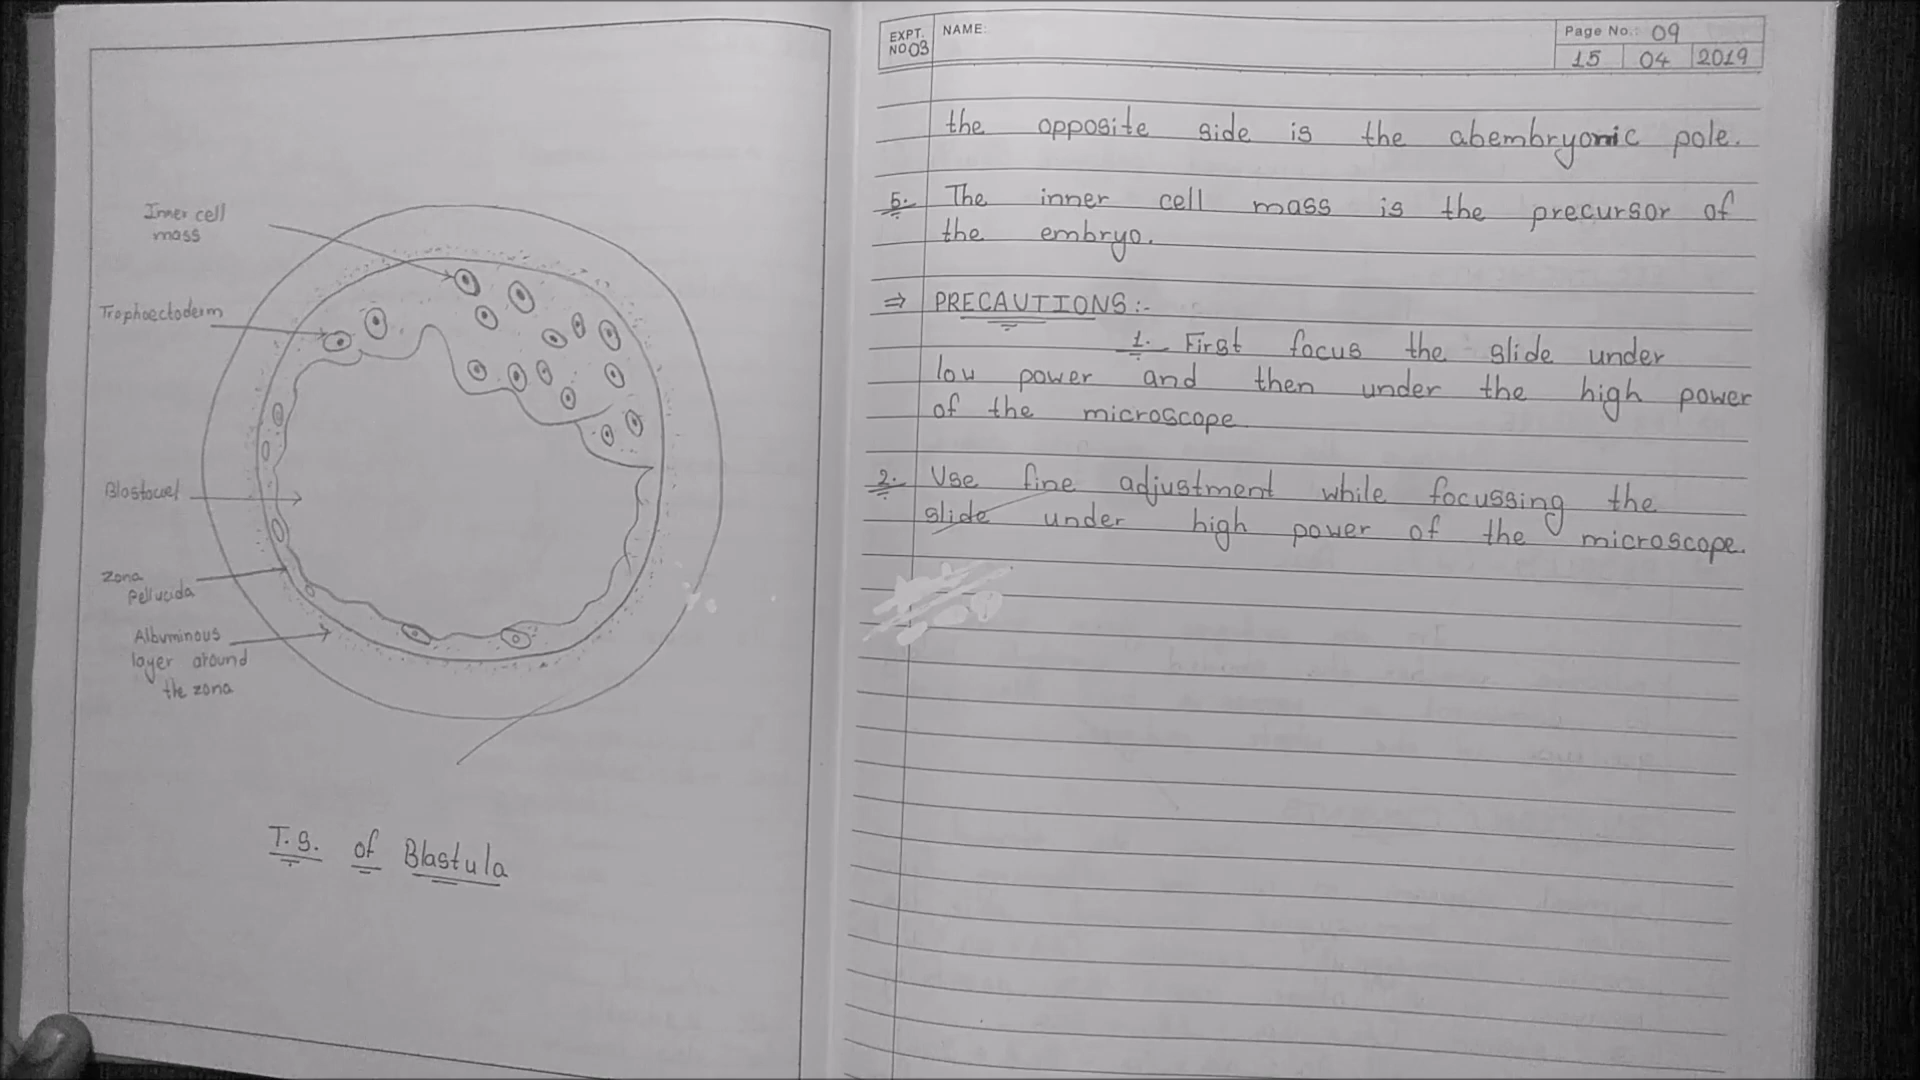 Inner cell
mass
Trophoectoderm
Blastocoel
Zona
Pellucida
Albuminous
layer around
the zona
T.S. of Blastula
EXPT. NO 03
NAME:
Page No.: 09
15 04 2019
the opposite side is the abembryonic pole.
5. The inner cell mass is the precursor of
the embryo.
⇒ PRECAUTIONS:-
1. First focus the slide under
low power and then under the high power
of the microscope
2. Use fine adjustment while focussing the
slide under high power of the microscope.